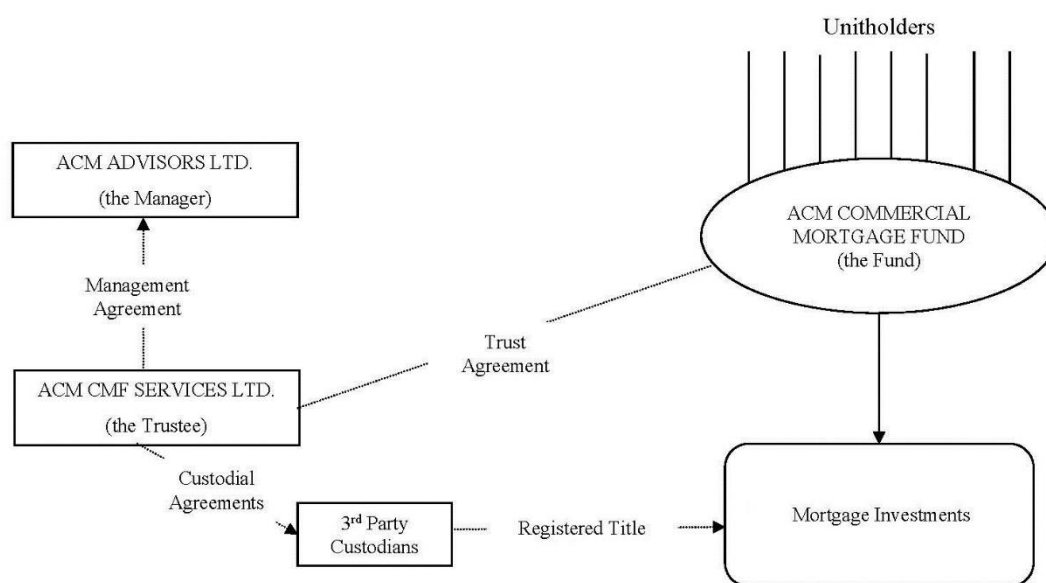 Unitholders
ACM ADVISORS LTD.
(the Manager)
ACM COMMERCIAL
MORTGAGE FUND
(the Fund)
Management
Agreement
Trust
Agreement
ACM CMF SERVICES LTD.
(the Trustee)
Custodial
Agreements
3rd Party
Custodians
Registered Title
Mortgage Investments